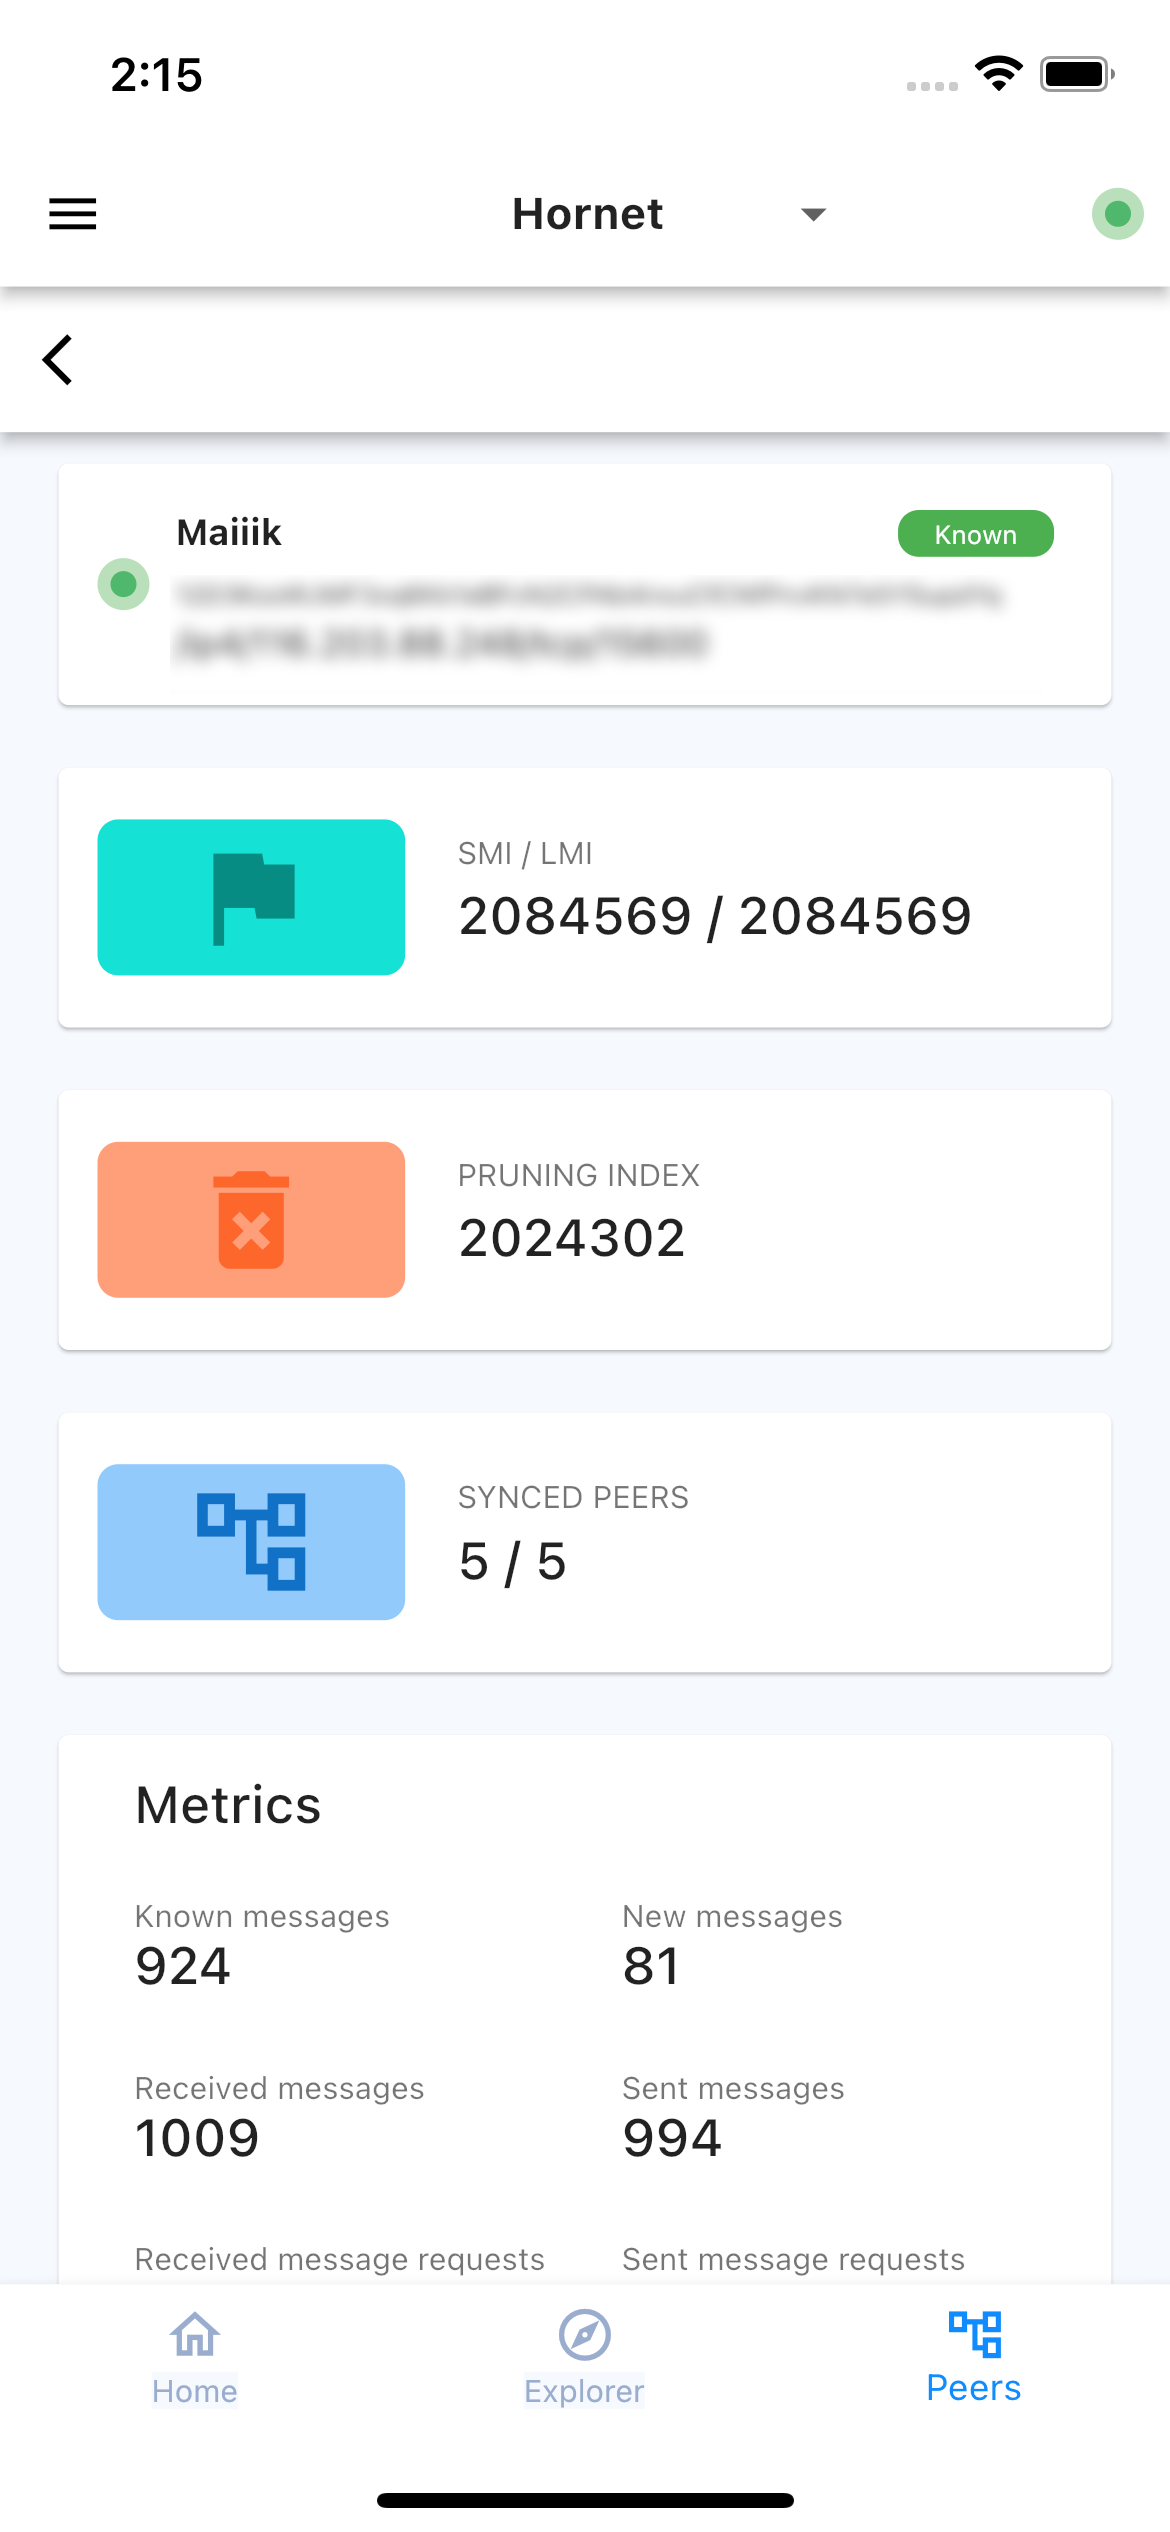 2:15
Hornet
Maiiik
Known
SMI / LMI
2084569 / 2084569
PRUNING INDEX
2024302
SYNCED PEERS
5 / 5
Metrics
Known messages
New messages
924
81
Received messages
Sent messages
1009
994
Received message requests
Sent message requests
Home
Explorer
Peers